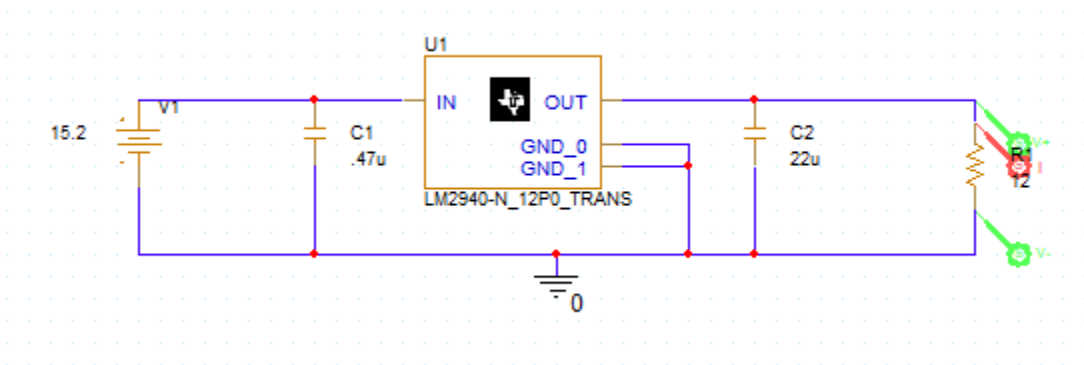 U1
V1
15.2
IN
OUT
C1
.47u
GND_0
GND_1
LM2940-N_12P0_TRANS
C2
22u
V+
R1
I
12
V-
0